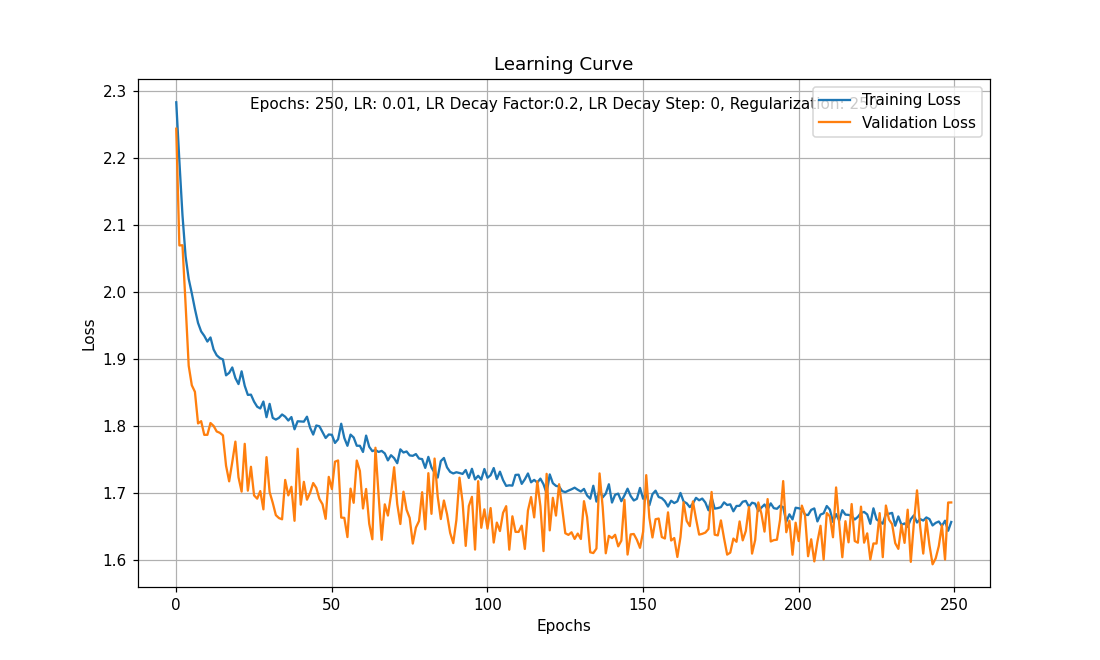 Learning Curve
Epochs: 250, LR: 0.01, LR Decay Factor:0.2, LR Decay Step: 0, Regularization: 250
Training Loss
Validation Loss
2.3
2.2
2.1
2.0
1.9
1.8
1.7
1.6
Loss
0 50 100 150 200 250
Epochs